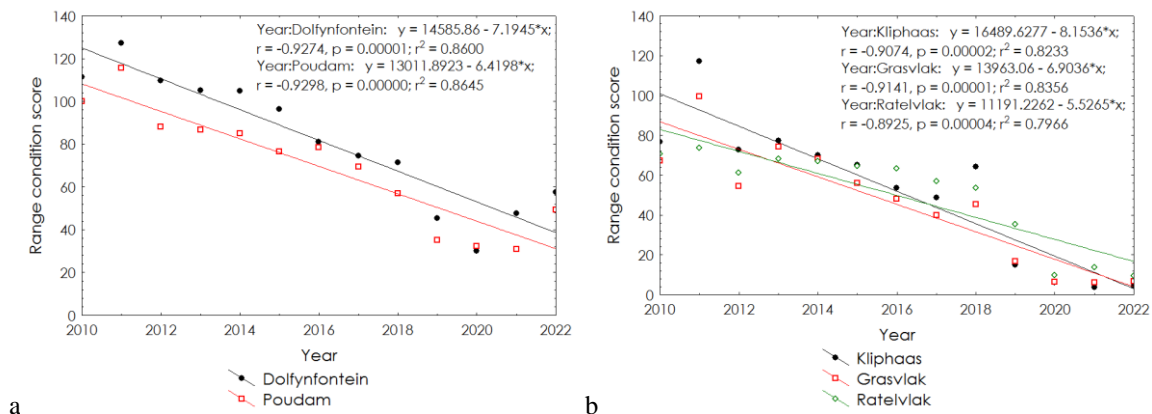 140
120
100
80
60
40
20
0
Range condition score
Year:Dolfynfontein: y = 14585.86 - 7.1945*x;
r = -0.9274, p = 0.00001; r² = 0.8600
Year:Poudam: y = 13011.8923 - 6.4198*x;
r = -0.9298, p = 0.00000; r² = 0.8645
2010 2012 2014 2016 2018 2020 2022
Year
Dolfynfontein
Poudam
a
140
120
100
80
60
40
20
0
Range condition score
Year:Kliphaas: y = 16489.6277 - 8.1536*x;
r = -0.9074, p = 0.00002; r² = 0.8233
Year:Grasvlak: y = 13963.06 - 6.9036*x;
r = -0.9141, p = 0.00001; r² = 0.8356
Year:Ratelvlak: y = 11191.2262 - 5.5265*x;
r = -0.8925, p = 0.00004; r² = 0.7966
2010 2012 2014 2016 2018 2020 2022
Year
Kliphaas
Grasvlak
Ratelvlak
b